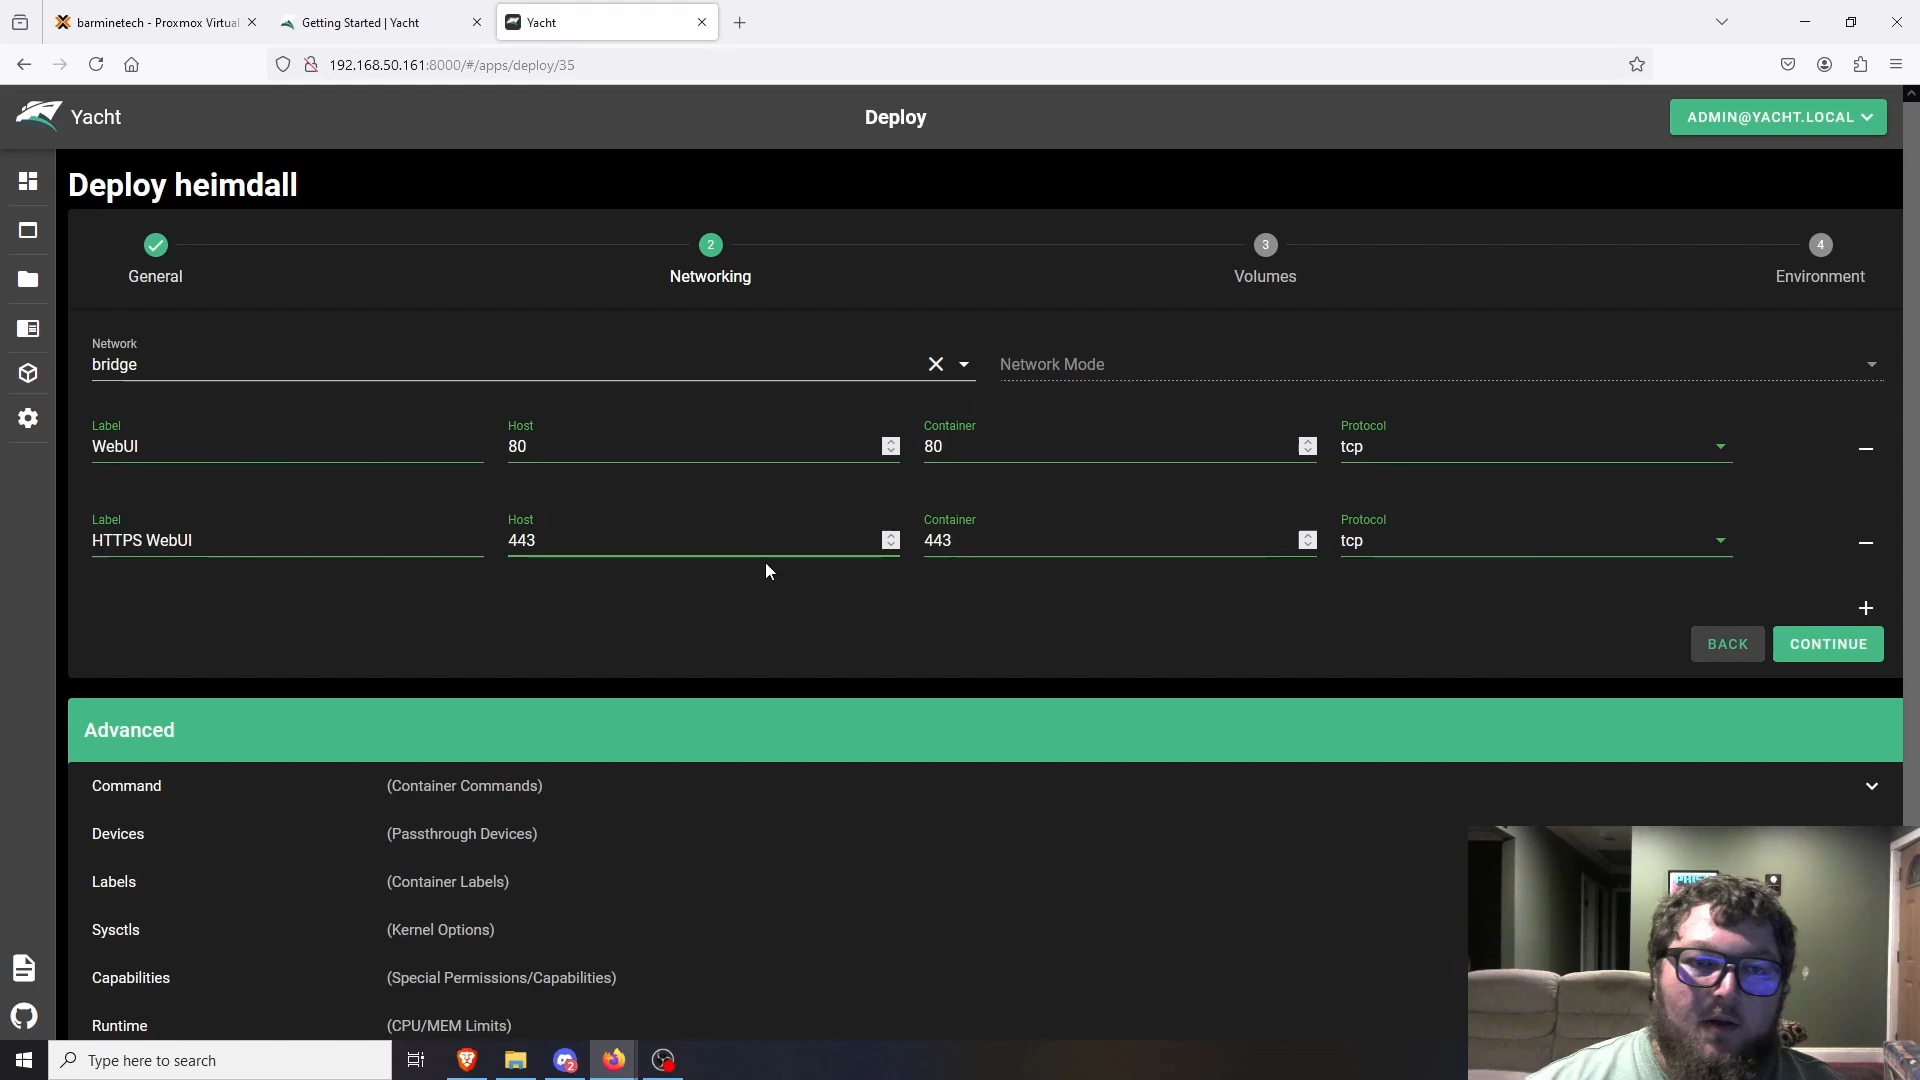 barminetech - Proxmox Virtual
Getting Started | Yacht
Yacht
192.168.50.161:8000/#/apps/deploy/35
Yacht
Deploy
ADMIN@YACHT.LOCAL
Deploy heimdall
2
3
4
General
Networking
Volumes
Environment
Network
bridge
Network Mode
Label
Host
Container
Protocol
WebUI
80
80
tcp
Label
Host
Container
Protocol
HTTPS WebUI
443
443
tcp
BACK
CONTINUE
Advanced
Command
(Container Commands)
Devices
(Passthrough Devices)
Labels
(Container Labels)
Sysctls
(Kernel Options)
Capabilities
(Special Permissions/Capabilities)
Runtime
(CPU/MEM Limits)
Type here to search
2